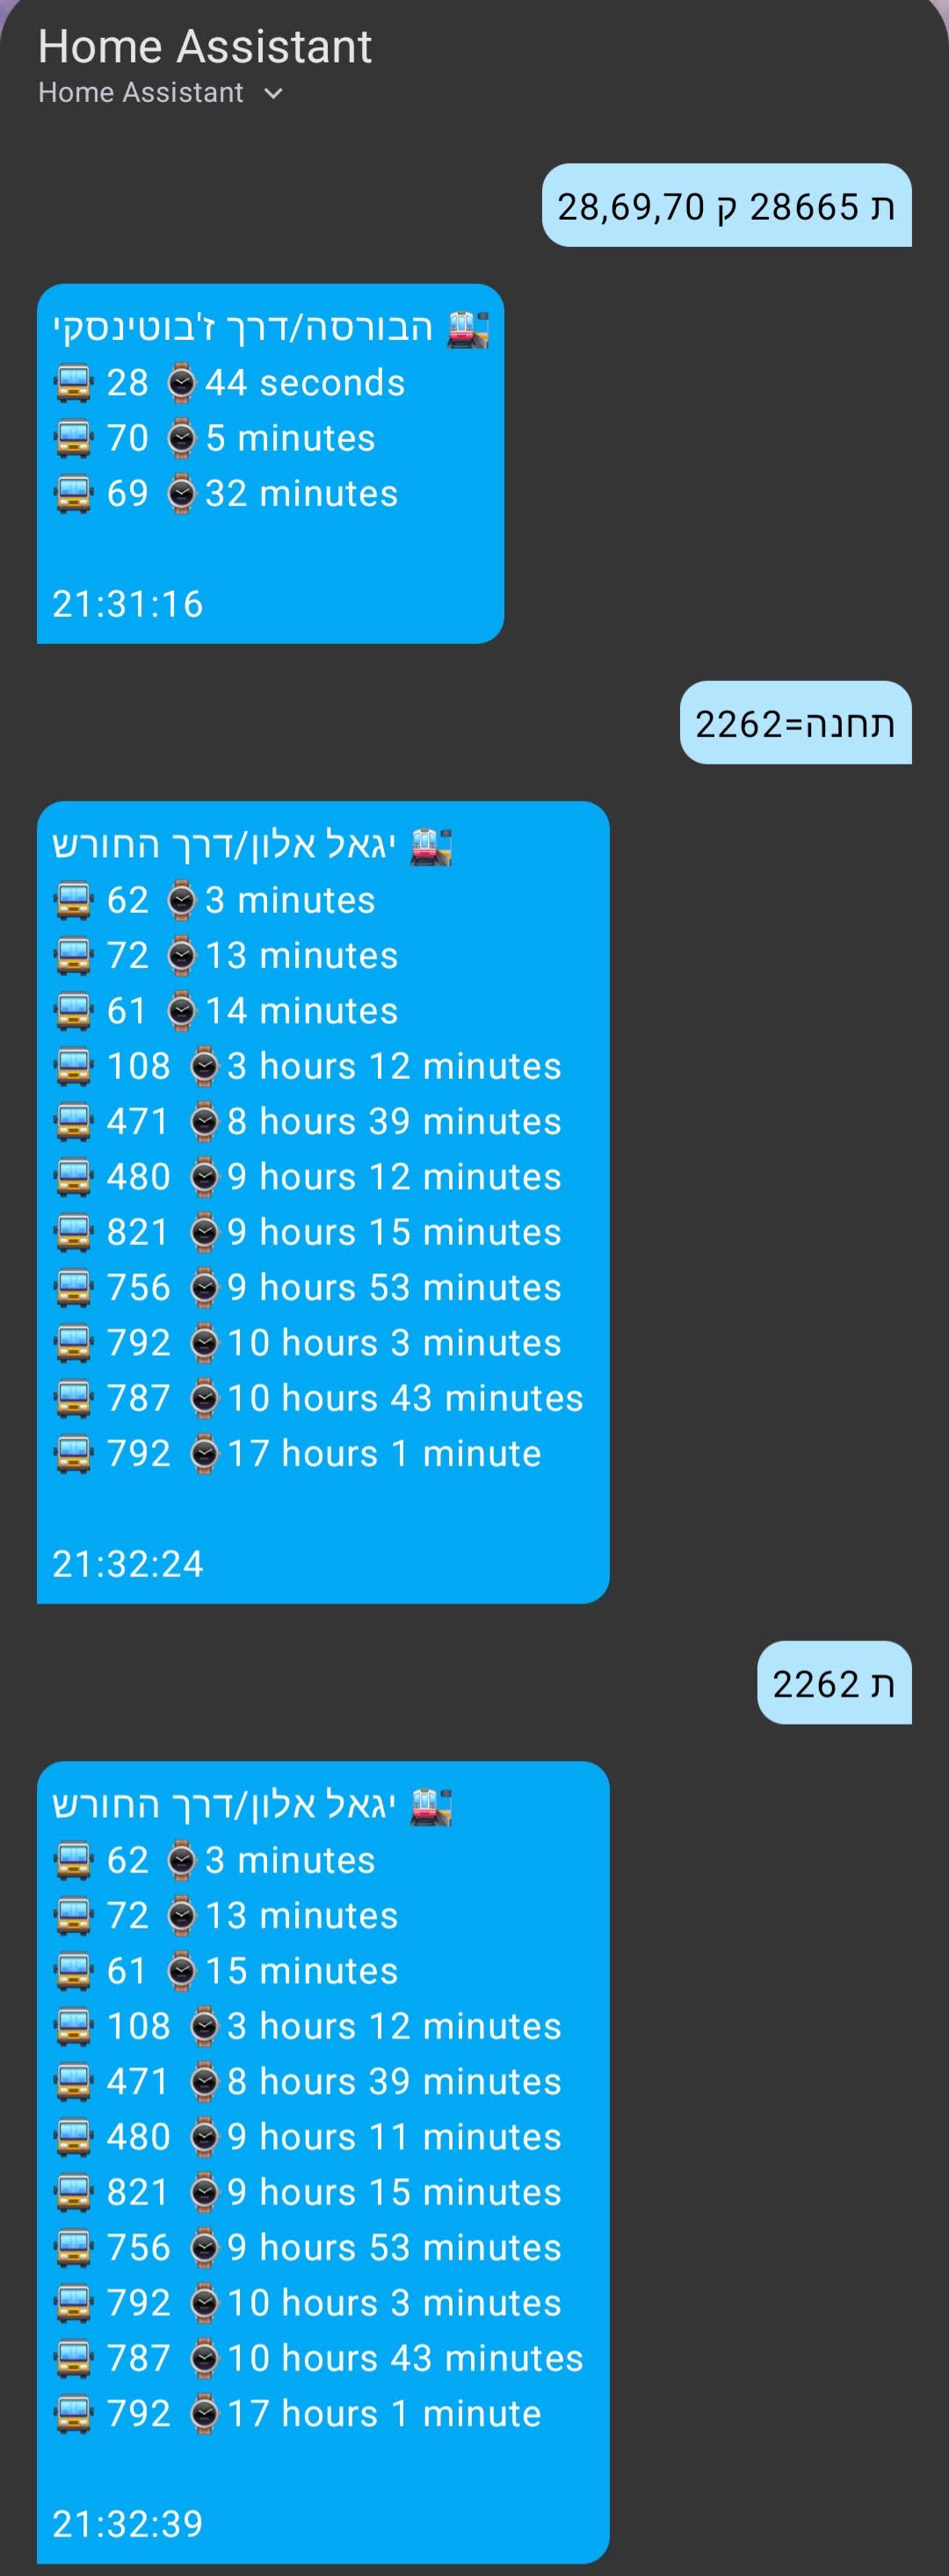 Home Assistant
Home Assistant
ת 28665 ק 28,69,70
🚉 הבורסה/דרך ז'בוטינסקי
🚍 28 ⌚44 seconds
🚍 70 ⌚5 minutes
🚍 69 ⌚32 minutes
21:31:16
תחנה=2262
🚉 יגאל אלון/דרך החורש
🚍 62 ⌚3 minutes
🚍 72 ⌚13 minutes
🚍 61 ⌚14 minutes
🚍 108 ⌚3 hours 12 minutes
🚍 471 ⌚8 hours 39 minutes
🚍 480 ⌚9 hours 12 minutes
🚍 821 ⌚9 hours 15 minutes
🚍 756 ⌚9 hours 53 minutes
🚍 792 ⌚10 hours 3 minutes
🚍 787 ⌚10 hours 43 minutes
🚍 792 ⌚17 hours 1 minute
21:32:24
ת 2262
🚉 יגאל אלון/דרך החורש
🚍 62 ⌚3 minutes
🚍 72 ⌚13 minutes
🚍 61 ⌚15 minutes
🚍 108 ⌚3 hours 12 minutes
🚍 471 ⌚8 hours 39 minutes
🚍 480 ⌚9 hours 11 minutes
🚍 821 ⌚9 hours 15 minutes
🚍 756 ⌚9 hours 53 minutes
🚍 792 ⌚10 hours 3 minutes
🚍 787 ⌚10 hours 43 minutes
🚍 792 ⌚17 hours 1 minute
21:32:39